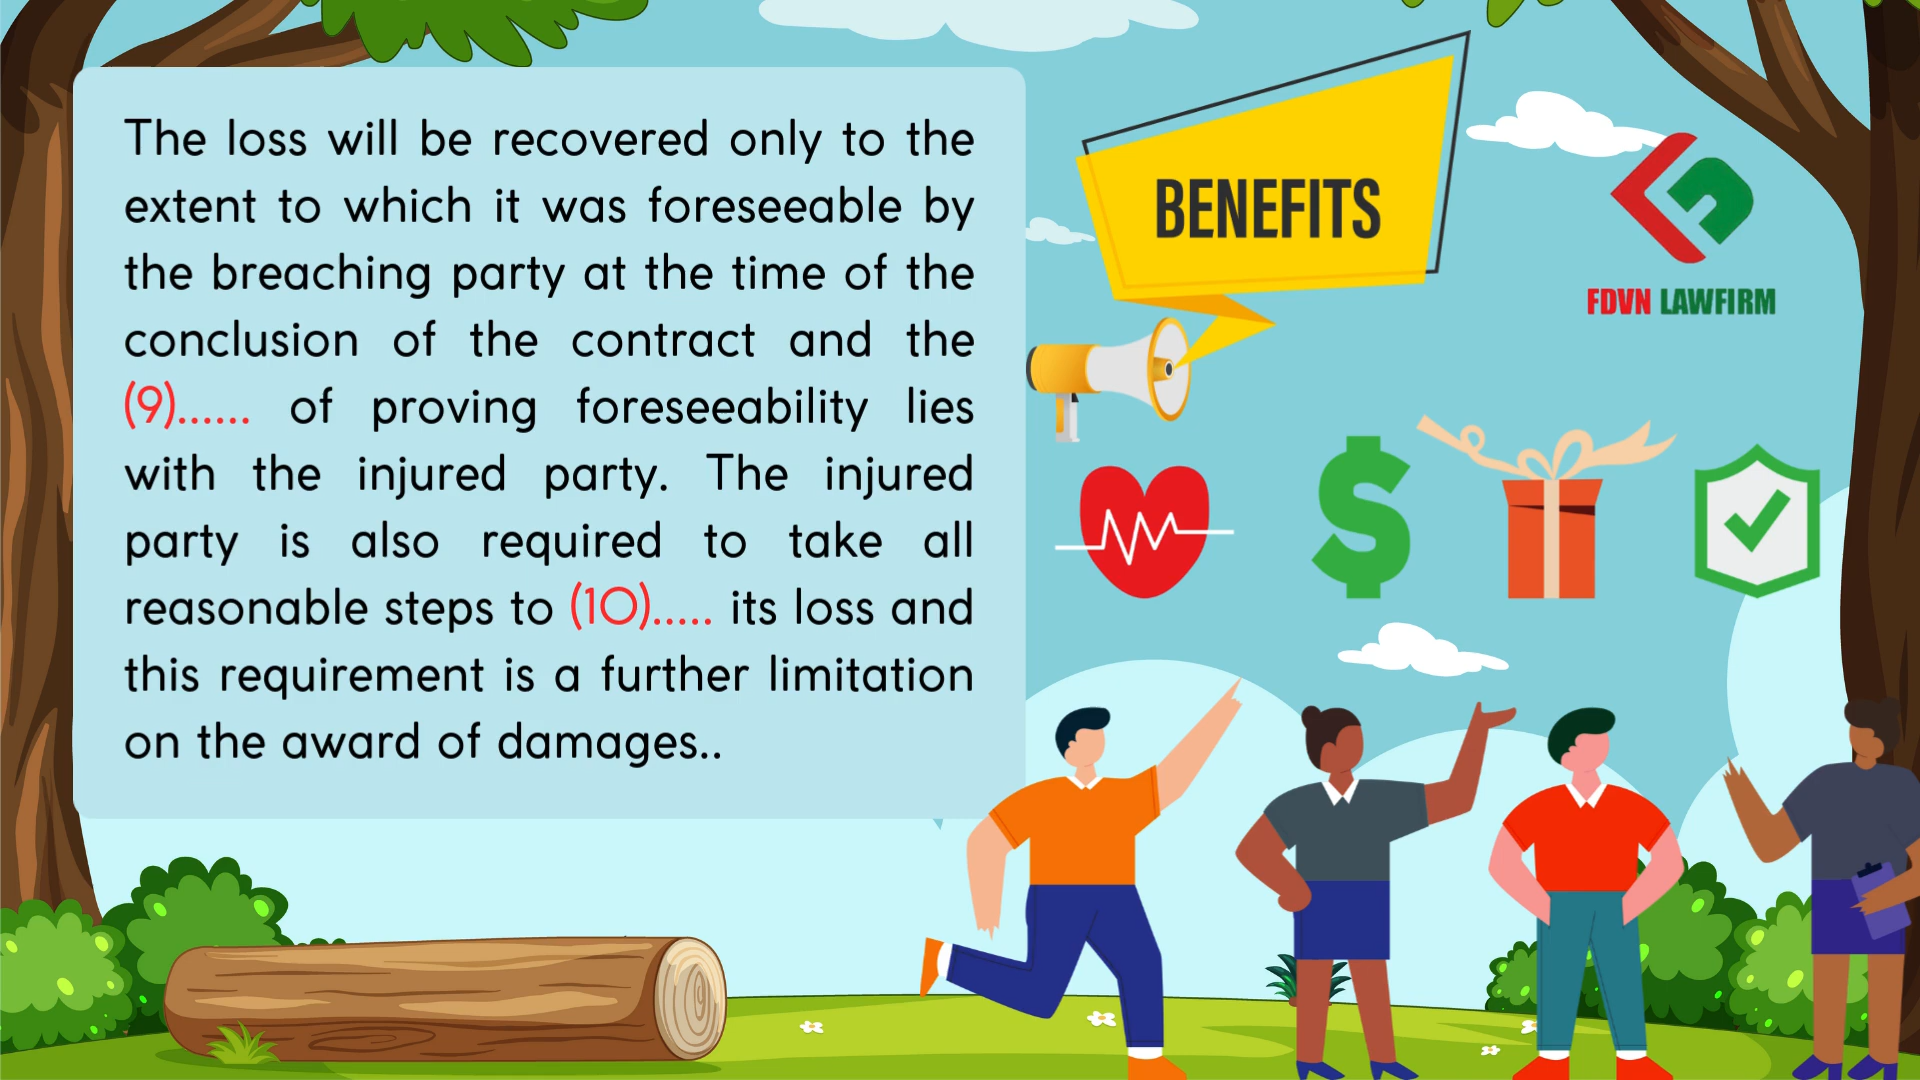 The loss will be recovered only to the
extent to which it was foreseeable by
the breaching party at the time of the
conclusion of the contract and the
(9)...... of proving foreseeability lies
with the injured party. The injured
party is also required to take all
reasonable steps to (10)..... its loss and
this requirement is a further limitation
on the award of damages..
BENEFITS
FDVN LAWFIRM